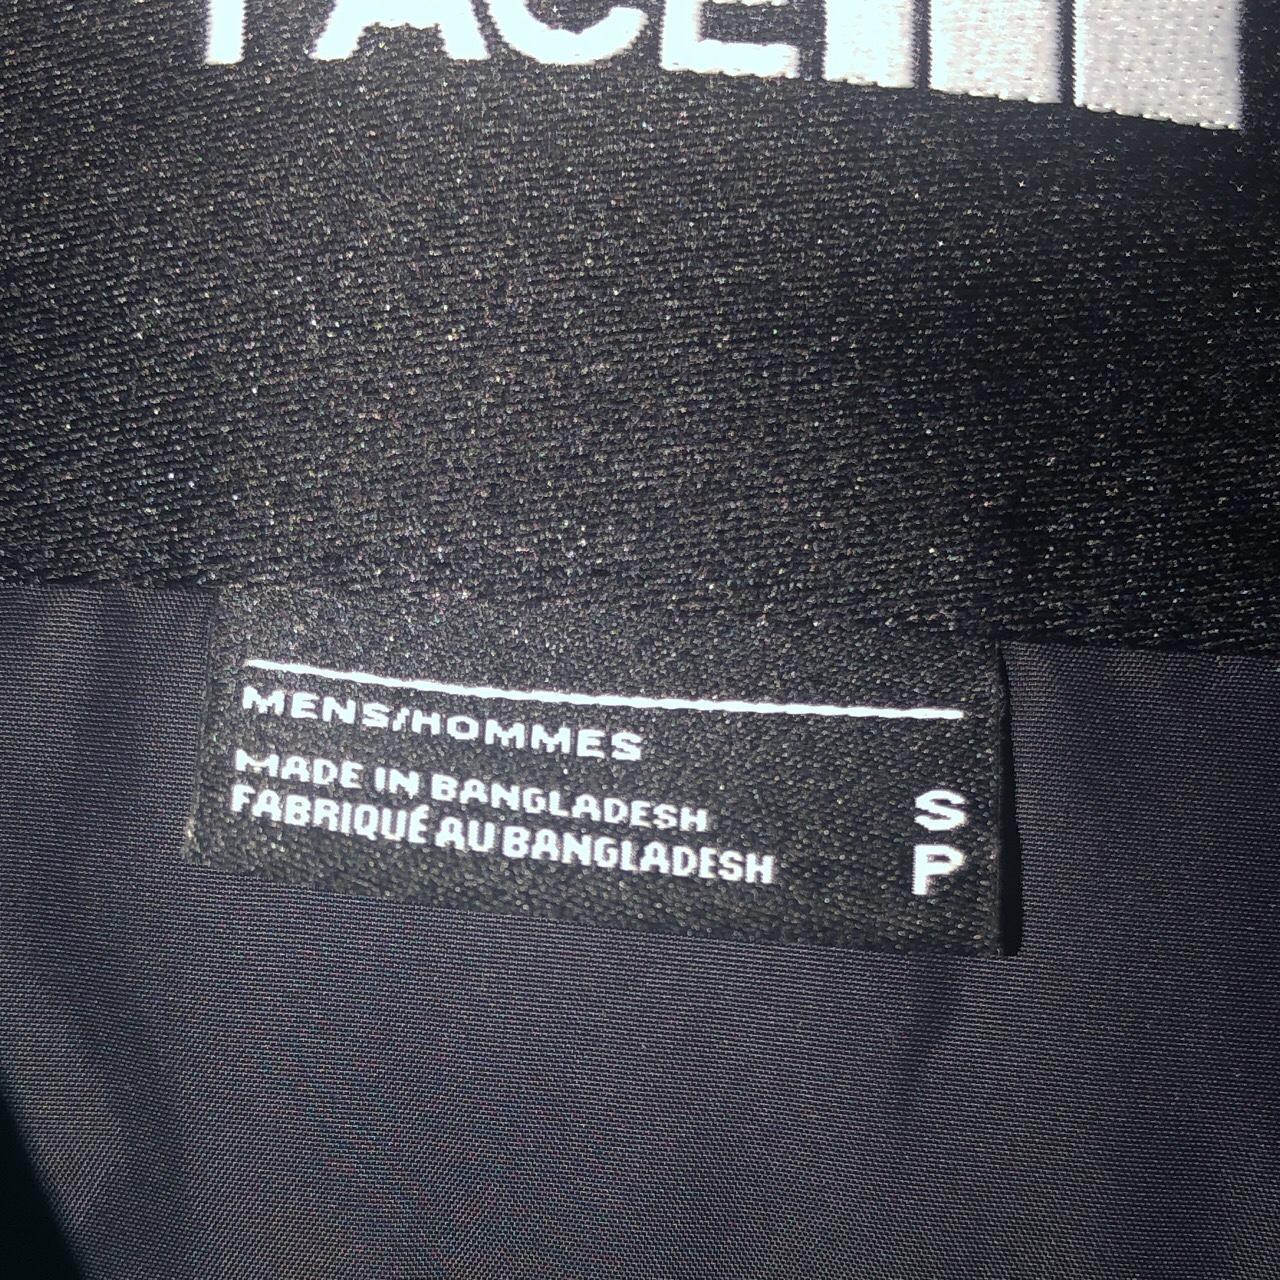 FACE
MENS/HOMMES
MADE IN BANGLADESH
FABRIQUÉ AU BANGLADESH
S
P